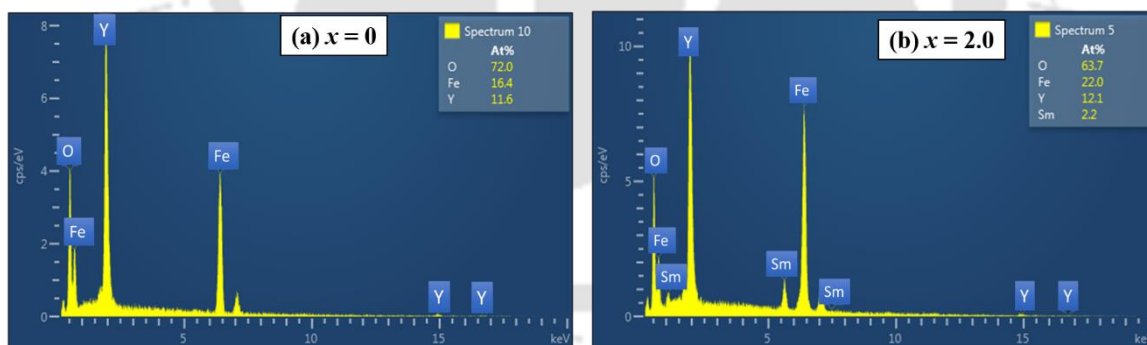 (a) x = 0
Spectrum 10
At%
O 72.0
Fe 16.4
Y 11.6
cps/eV
8
6
4
2
0
Y
O
Fe
Fe
Y Y
5 10 15 keV
(b) x = 2.0
Spectrum 5
At%
O 63.7
Fe 22.0
Y 12.1
Sm 2.2
cps/eV
10
5
0
Y
Fe
O
Fe
Sm
Sm
Sm
Y Y
5 10 15